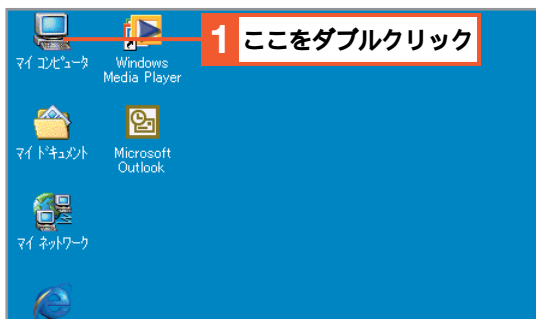 1 ここをダブルクリック
マイ コンピュータ
Windows
Media Player
マイ ドキュメント
Microsoft
Outlook
マイ ネットワーク